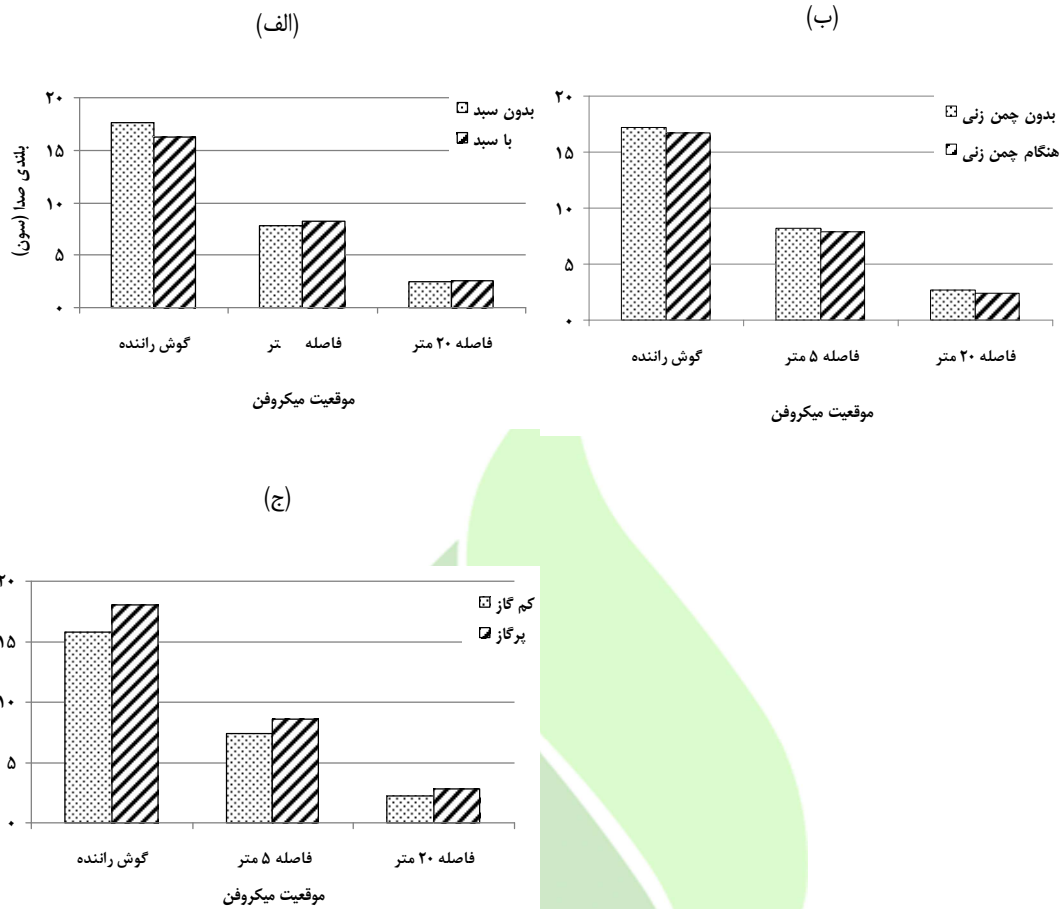 (الف)
۲۰
۱۵
۱۰
۵
۰
بلندی صدا (سون)
بدون سبد
با سبد
گوش راننده
فاصله تر
فاصله ۲۰ متر
موقعیت میکروفن
(ب)
۲۰
۱۵
۱۰
۵
۰
بدون چمن زنی
هنگام چمن زنی
گوش راننده
فاصله ۵ متر
فاصله ۲۰ متر
موقعیت میکروفن
(ج)
۲۰
۱۵
۱۰
۵
۰
کم گاز
پرگاز
گوش راننده
فاصله ۵ متر
فاصله ۲۰ متر
موقعیت میکروفن